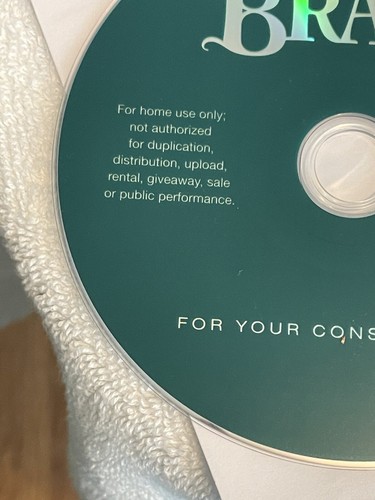 BRA
For home use only;
not authorized
for duplication,
distribution, upload,
rental, giveaway, sale
or public performance.
FOR YOUR CONS